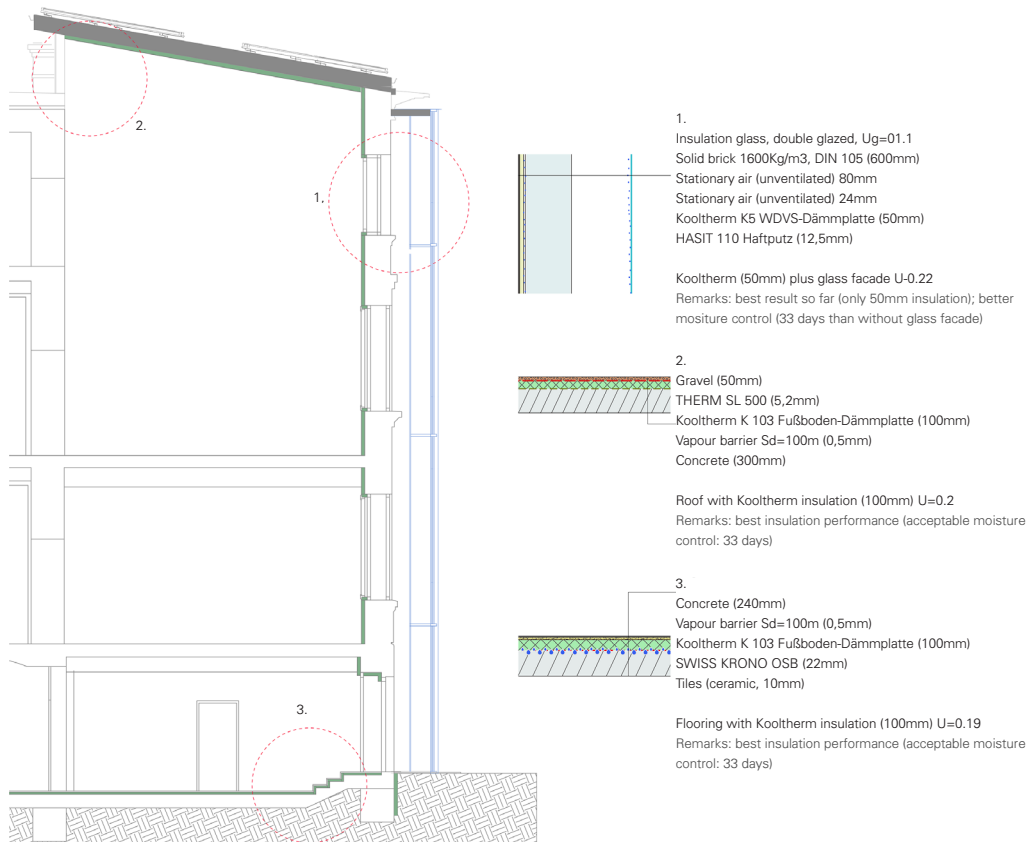 2.
1,
3.
1.
Insulation glass, double glazed, Ug=01.1
Solid brick 1600Kg/m3, DIN 105 (600mm)
Stationary air (unventilated) 80mm
Stationary air (unventilated) 24mm
Kooltherm K5 WDVS-Dämmplatte (50mm)
HASIT 110 Haftputz (12,5mm)
Kooltherm (50mm) plus glass facade U-0.22
Remarks: best result so far (only 50mm insulation); better
mositure control (33 days than without glass facade)
2.
Gravel (50mm)
THERM SL 500 (5,2mm)
Kooltherm K 103 Fußboden-Dämmplatte (100mm)
Vapour barrier Sd=100m (0,5mm)
Concrete (300mm)
Roof with Kooltherm insulation (100mm) U=0.2
Remarks: best insulation performance (acceptable moisture
control: 33 days)
3.
Concrete (240mm)
Vapour barrier Sd=100m (0,5mm)
Kooltherm K 103 Fußboden-Dämmplatte (100mm)
SWISS KRONO OSB (22mm)
Tiles (ceramic, 10mm)
Flooring with Kooltherm insulation (100mm) U=0.19
Remarks: best insulation performance (acceptable moisture
control: 33 days)